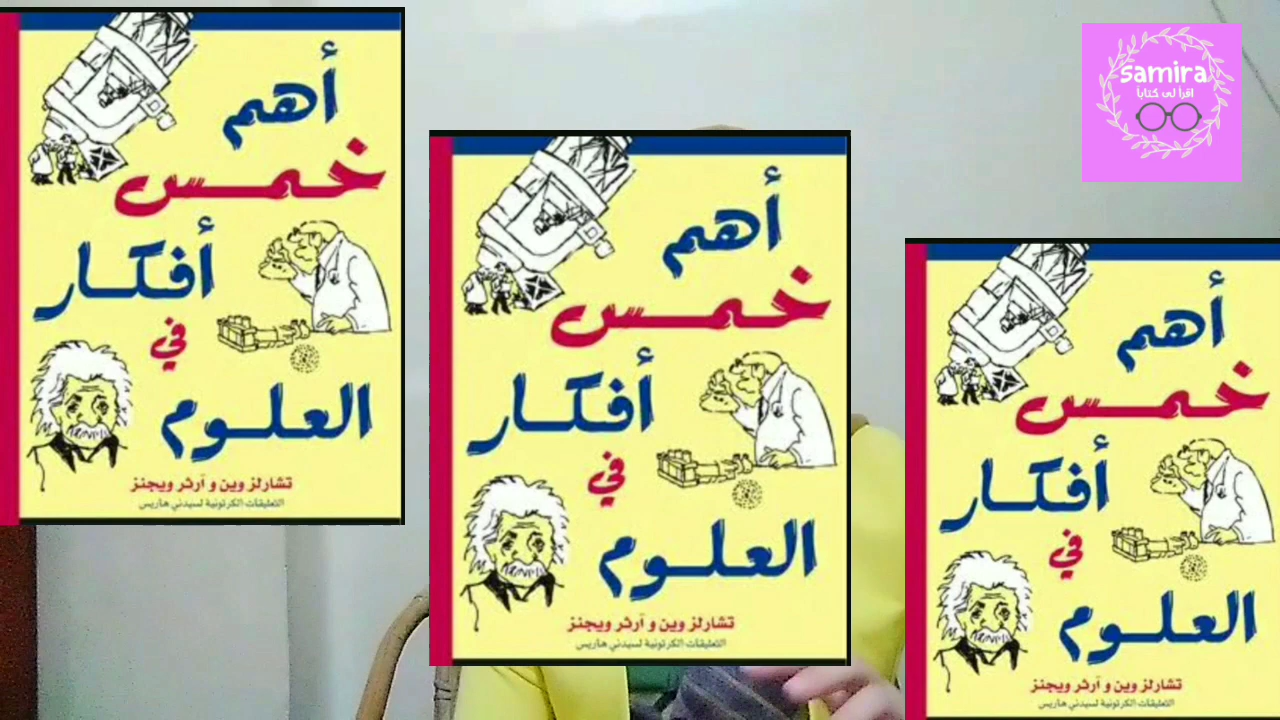 أهم
خمس
أفكار
في
العلوم
تشارلز وين و آرثر ويجنز
التعليقات الكرتونية لسيدني هاريس
أهم
خمس
أفكار
في
العلوم
تشارلز وين و آرثر ويجنز
التعليقات الكرتونية لسيدني هاريس
samira
اقرأ لي كتاباً
أهم
خمس
أفكار
في
العلوم
تشارلز وين و آرثر ويجنز
التعليقات الكرتونية لسيدني هاريس